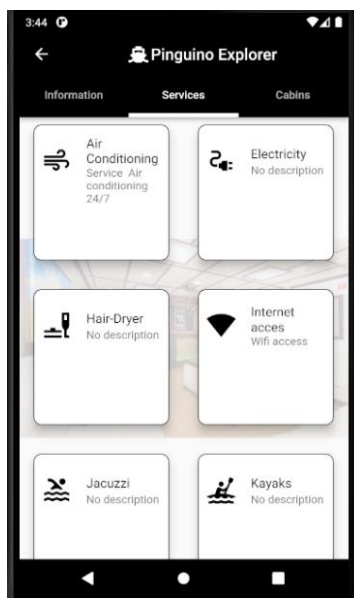 3:44
Pinguino Explorer
Information Services Cabins
Air
Conditioning
Service Air
conditioning
24/7
Electricity
No description
Hair-Dryer
No description
Internet
acces
Wifi access
Jacuzzi
No description
Kayaks
No description